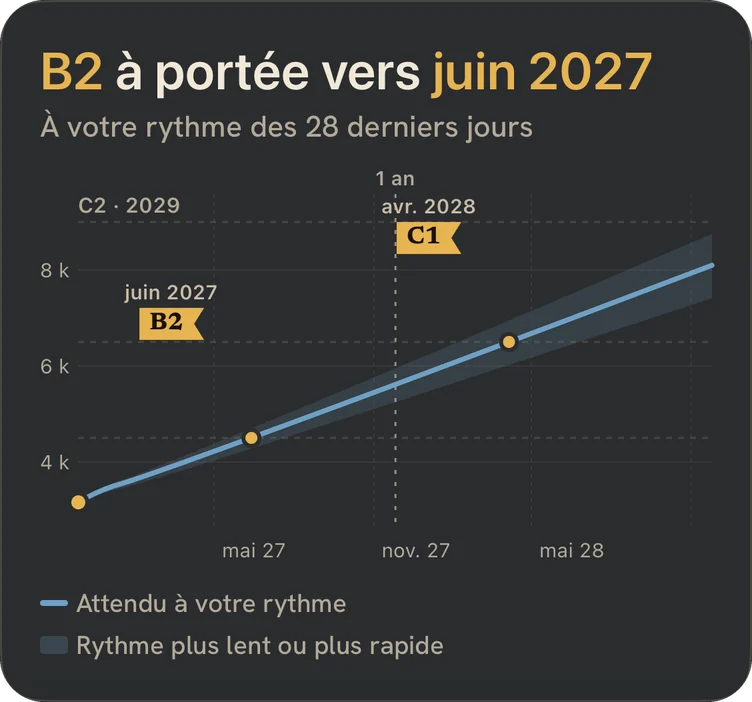 B2 à portée vers juin 2027
À votre rythme des 28 derniers jours
1 an
C2 · 2029
avr. 2028
C1
8 k
juin 2027
B2
6 k
4 k
mai 27
nov. 27
mai 28
Attendu à votre rythme
Rythme plus lent ou plus rapide